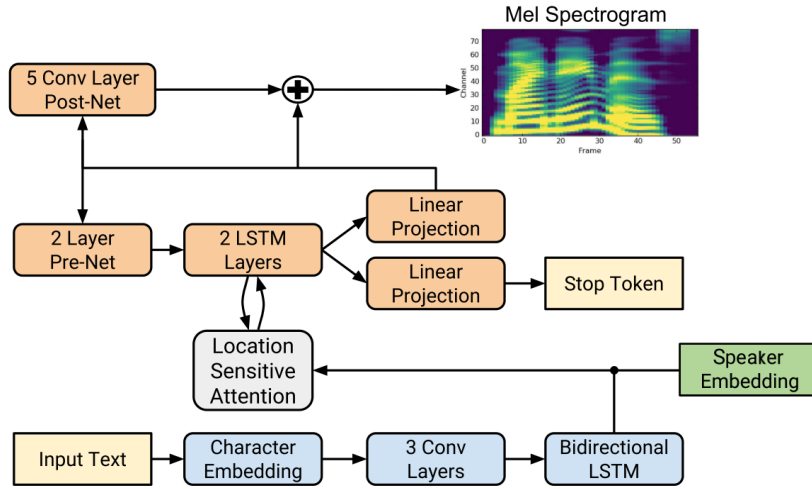 Mel Spectrogram
70
60
50
40
30
20
10
0
Channel
0 10 20 30 40 50
Frame
5 Conv Layer
Post-Net
2 Layer
Pre-Net
2 LSTM
Layers
Linear
Projection
Linear
Projection
Stop Token
Location
Sensitive
Attention
Speaker
Embedding
Input Text
Character
Embedding
3 Conv
Layers
Bidirectional
LSTM